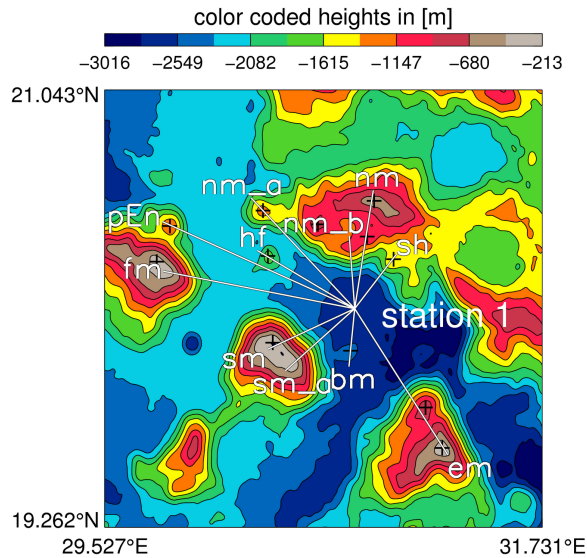 color coded heights in [m]
−3016 −2549 −2082 −1615 −1147 −680 −213
21.043°N
nm_a
nm
pEn
nm_b
hf
sh
fm
station 1
sm
sm_a
bm
em
19.262°N
29.527°E
31.731°E